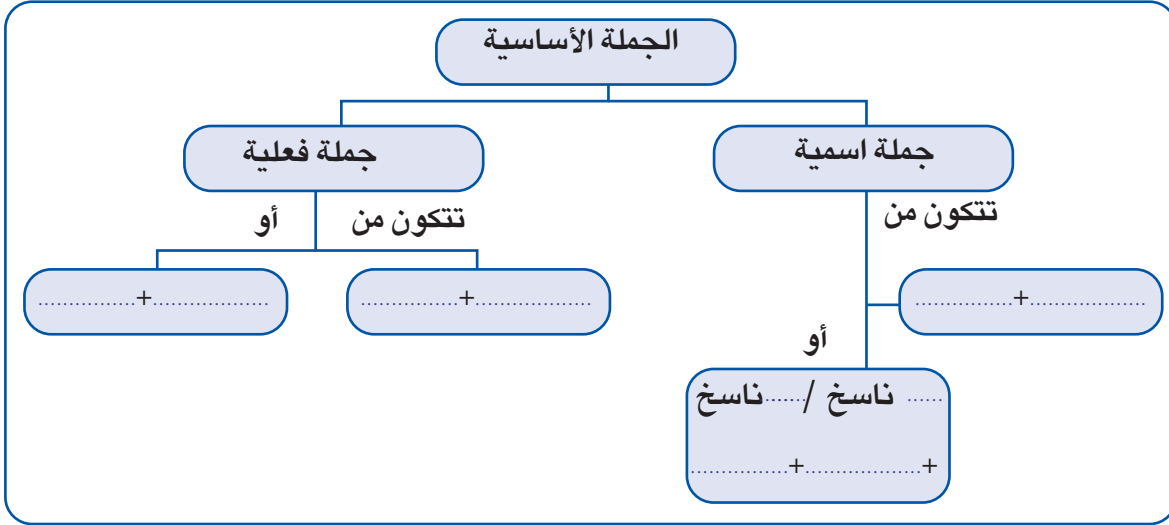 الجملة الأساسية
جملة اسمية
جملة فعلية
تتكون من
تتكون من
أو
...................+................
...................+................
...................+................
أو
...... ناسخ /.......ناسخ
+...................+................